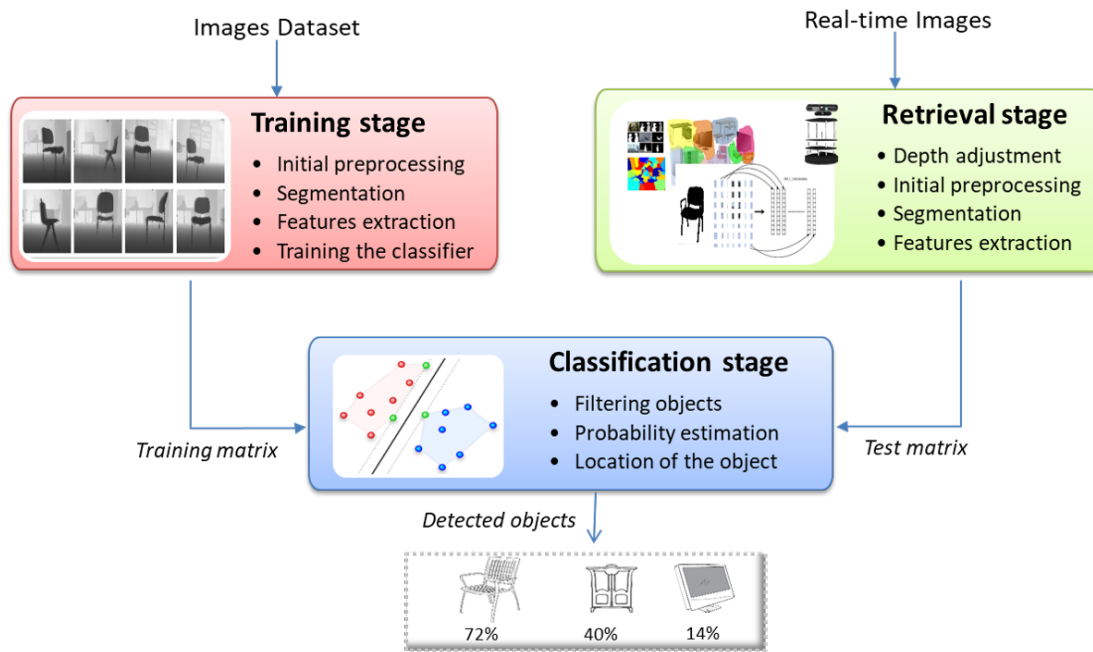 Images Dataset
Real-time Images
Training stage
• Initial preprocessing
• Segmentation
• Features extraction
• Training the classifier
Retrieval stage
• Depth adjustment
• Initial preprocessing
• Segmentation
• Features extraction
Classification stage
• Filtering objects
• Probability estimation
• Location of the object
Training matrix
Test matrix
Detected objects
72%
40%
14%